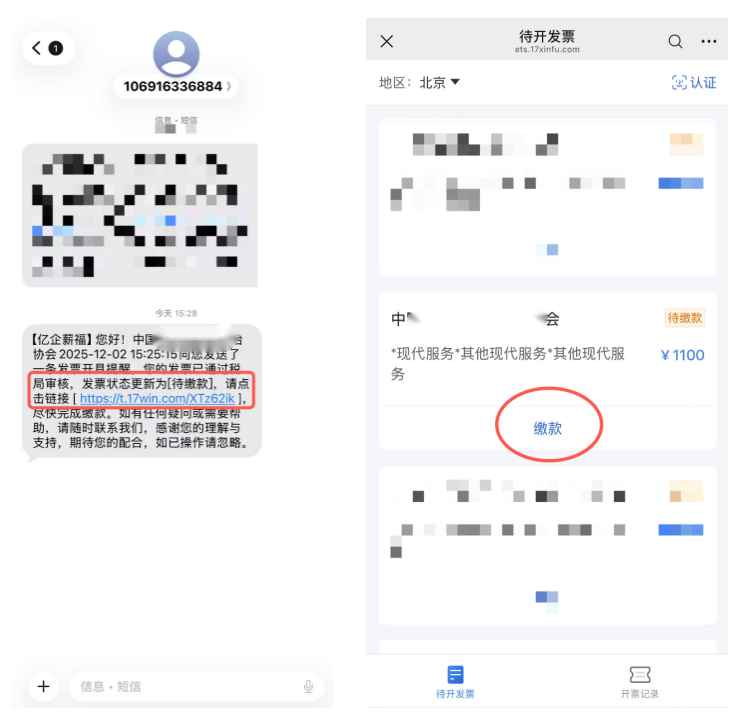 1
106916336884
信息・短信
今天 15:28
【亿企薪福】您好！中国
协会 2025-12-02 15:25:15向您发送了
一条发票开具提醒，您的发票已通过税
局审核，发票状态更新为[待缴款]，请点
击链接 [ https://t.17win.com/XTz62ik ]，
尽快完成缴款。如有任何疑问或需要帮
助，请随时联系我们，感谢您的理解与
支持，期待您的配合，如已操作请忽略。
信息・短信
待开发票
ets.17xinfu.com
地区：北京
认证
中
会
待缴款
*现代服务*其他现代服务*其他现代服
务
¥ 1100
缴款
待开发票
开票记录